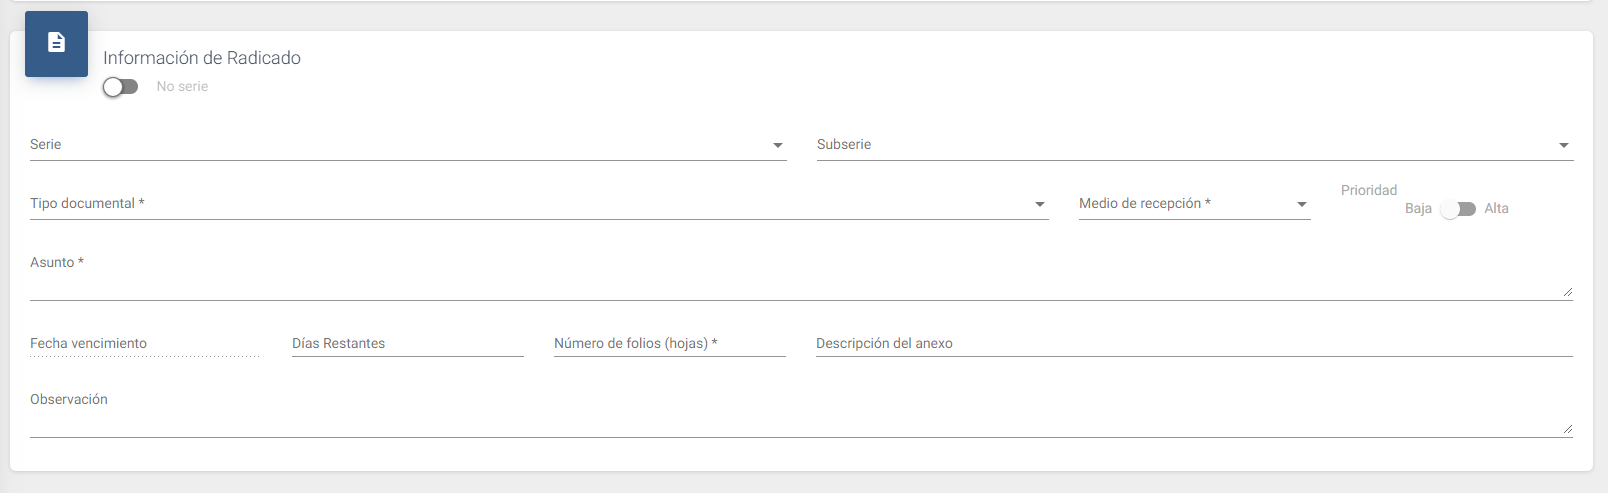 Información de Radicado
No serie
Serie Subserie
Tipo documental * Medio de recepción * Prioridad
Baja Alta
Asunto *
Fecha vencimiento Días Restantes Número de folios (hojas) * Descripción del anexo
Observación